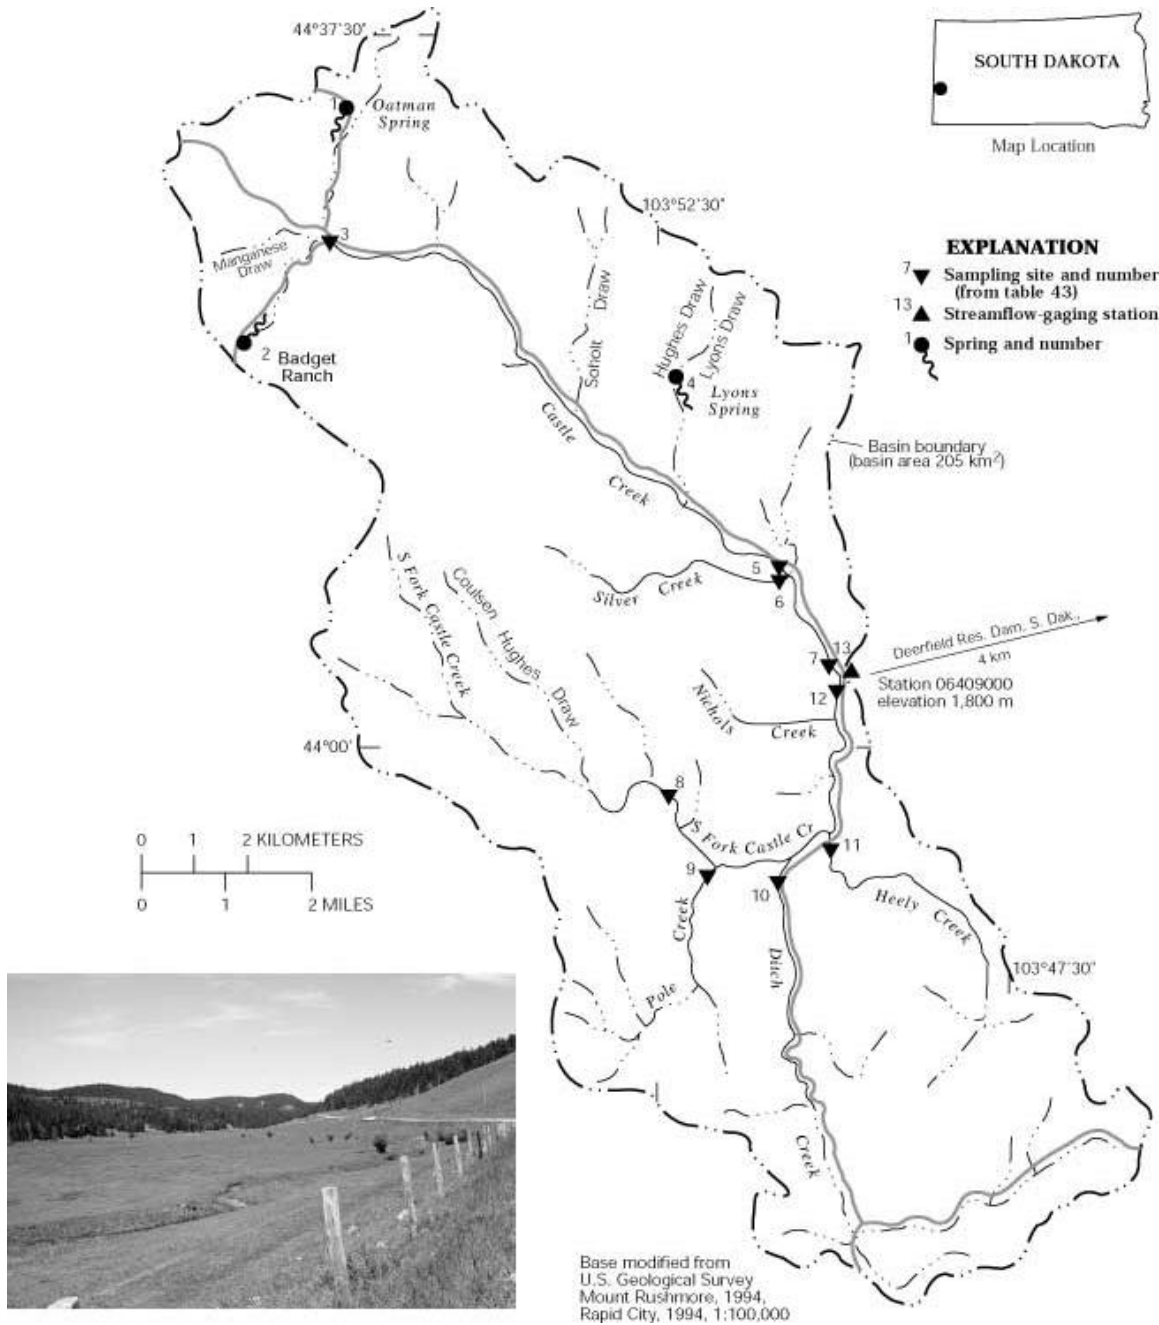 44°37'30"
SOUTH DAKOTA
Map Location
1
Oatman
Spring
103°52'30"
3
Manganese
Draw
2
Badget
Ranch
Soholt Draw
Hughes Draw
Lyons Draw
4
Lyons
Spring
EXPLANATION
7
Sampling site and number
(from table 43)
13
Streamflow-gaging station
1
Spring and number
Basin boundary
(basin area 205 km²)
Castle
Creek
S Fork Castle Creek
Coulson Hughes Draw
Silver Creek
5
6
7
13
12
Deerfield Res. Dam, S. Dak.,
4 km
Station 06409000
elevation 1,800 m
Nichols
Creek
44°00'
8
S Fork Castle Cr
11
9
10
Heely Creek
0 1 2 KILOMETERS
0 1 2 MILES
Creek
Pole
Ditch
103°47'30"
Creek
Base modified from
U.S. Geological Survey
Mount Rushmore, 1994,
Rapid City, 1994, 1:100,000